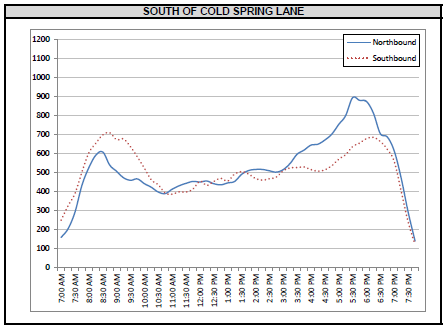 SOUTH OF COLD SPRING LANE
1200
1100
1000
900
800
700
600
500
400
300
200
100
0
Northbound
Southbound
7:00 AM
7:30 AM
8:00 AM
8:30 AM
9:00 AM
9:30 AM
10:00 AM
10:30 AM
11:00 AM
11:30 AM
12:00 PM
12:30 PM
1:00 PM
1:30 PM
2:00 PM
2:30 PM
3:00 PM
3:30 PM
4:00 PM
4:30 PM
5:00 PM
5:30 PM
6:00 PM
6:30 PM
7:00 PM
7:30 PM